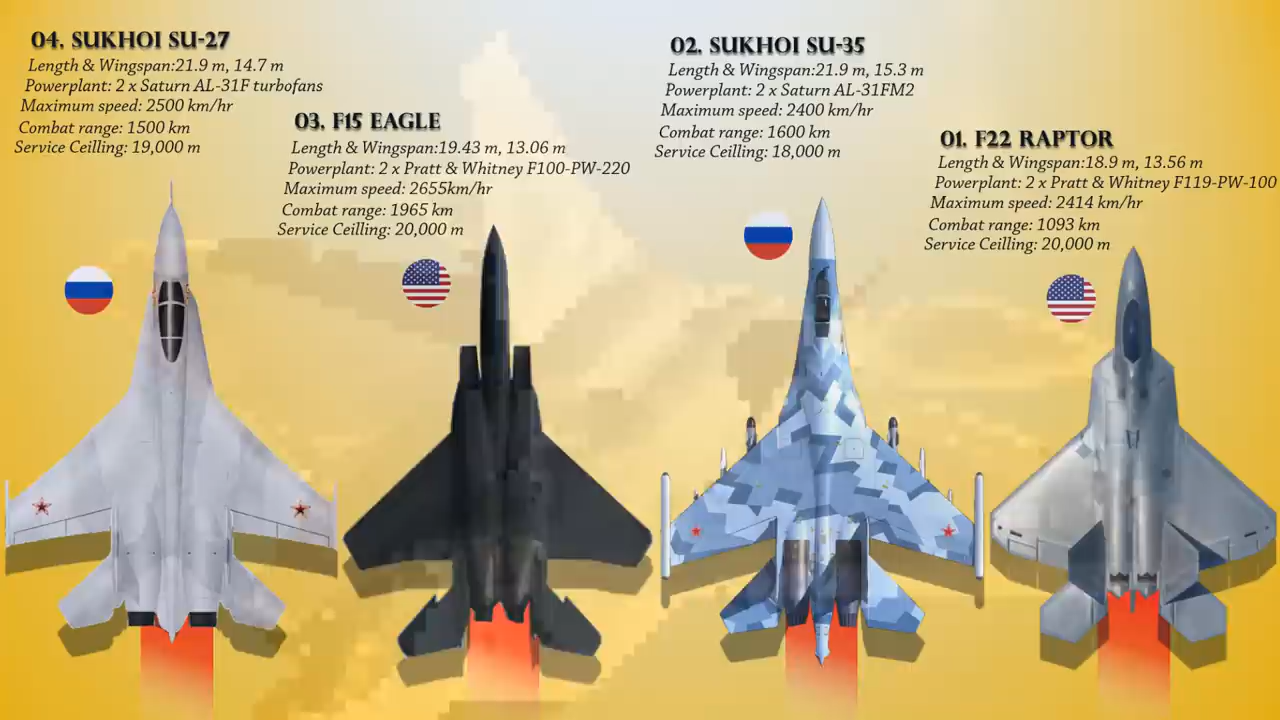 04. SUKHOI SU-27
Length & Wingspan:21.9 m, 14.7 m
Powerplant: 2 x Saturn AL-31F turbofans
Maximum speed: 2500 km/hr
Combat range: 1500 km
Service Ceilling: 19,000 m
03. F15 EAGLE
Length & Wingspan:19.43 m, 13.06 m
Powerplant: 2 x Pratt & Whitney F100-PW-220
Maximum speed: 2655km/hr
Combat range: 1965 km
Service Ceilling: 20,000 m
02. SUKHOI SU-35
Length & Wingspan:21.9 m, 15.3 m
Powerplant: 2 x Saturn AL-31FM2
Maximum speed: 2400 km/hr
Combat range: 1600 km
Service Ceilling: 18,000 m
01. F22 RAPTOR
Length & Wingspan:18.9 m, 13.56 m
Powerplant: 2 x Pratt & Whitney F119-PW-100
Maximum speed: 2414 km/hr
Combat range: 1093 km
Service Ceilling: 20,000 m